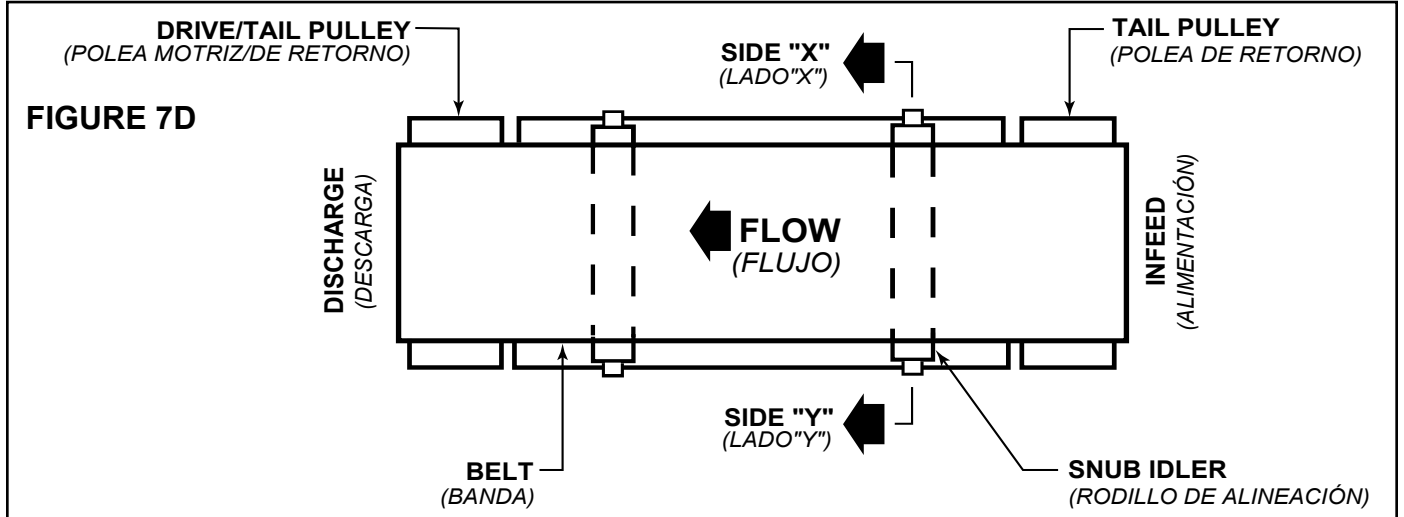 DRIVE/TAIL PULLEY
(POLEA MOTRIZ/DE RETORNO)
SIDE "X"
(LADO"X")
TAIL PULLEY
(POLEA DE RETORNO)
FIGURE 7D
DISCHARGE
(DESCARGA)
FLOW
(FLUJO)
INFEED
(ALIMENTACIÓN)
SIDE "Y"
(LADO"Y")
BELT
(BANDA)
SNUB IDLER
(RODILLO DE ALINEACIÓN)